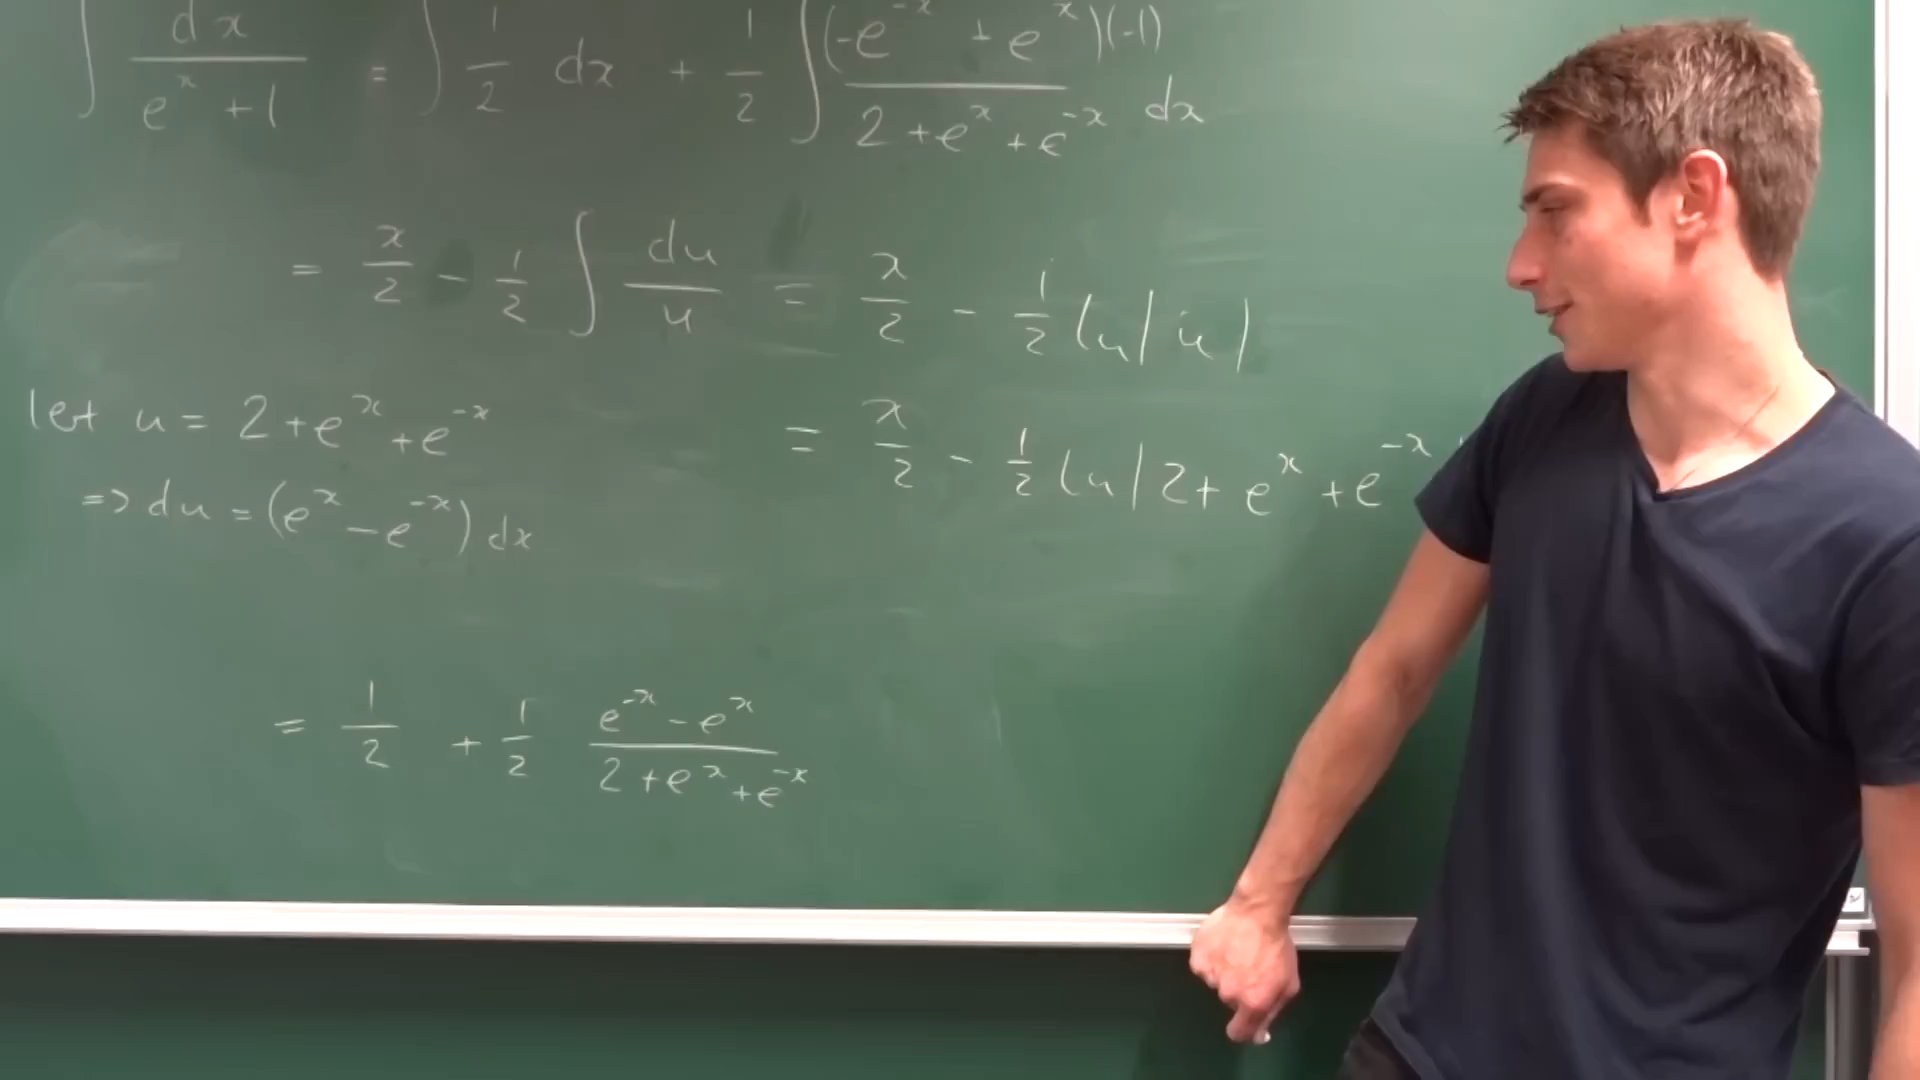 ∫ dx/(e^x + 1) = ∫ 1/2 dx + 1/2 ∫ (-e^-x + e^x)(-1)/(2 + e^x + e^-x) dx
= x/2 - 1/2 ∫ du/u = x/2 - 1/2 ln|u|
let u = 2 + e^x + e^-x
= x/2 - 1/2 ln|2 + e^x + e^-x
=> du = (e^x - e^-x) dx
= 1/2 + 1/2 (e^-x - e^x)/(2 + e^x + e^-x)